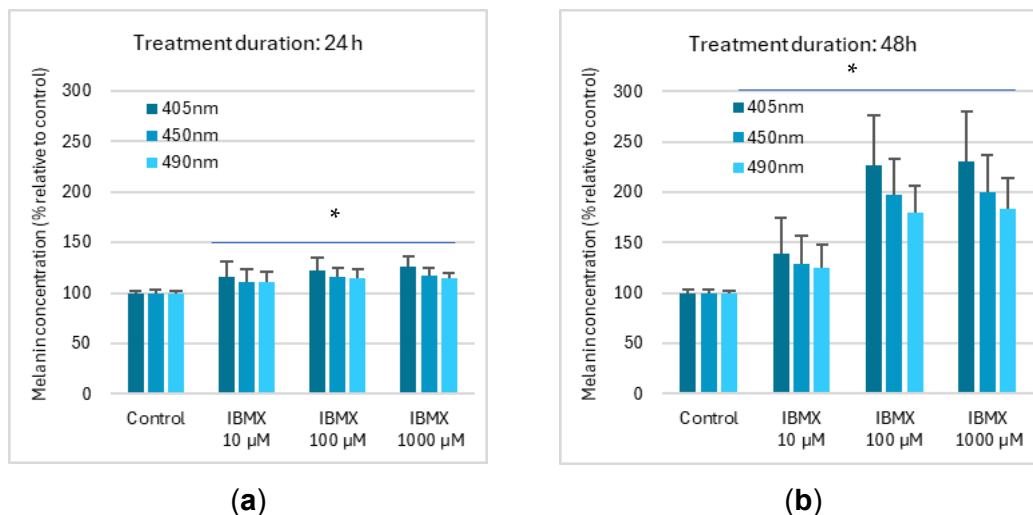 Treatment duration: 24 h
Melanin concentration (% relative to control)
300
250
200
150
100
50
0
405nm
450nm
490nm
*
Control
IBMX
10 µM
IBMX
100 µM
IBMX
1000 µM
(a)
Treatment duration: 48h
*
Melanin concentration (% relative to control)
300
250
200
150
100
50
0
405nm
450nm
490nm
Control
IBMX
10 µM
IBMX
100 µM
IBMX
1000 µM
(b)